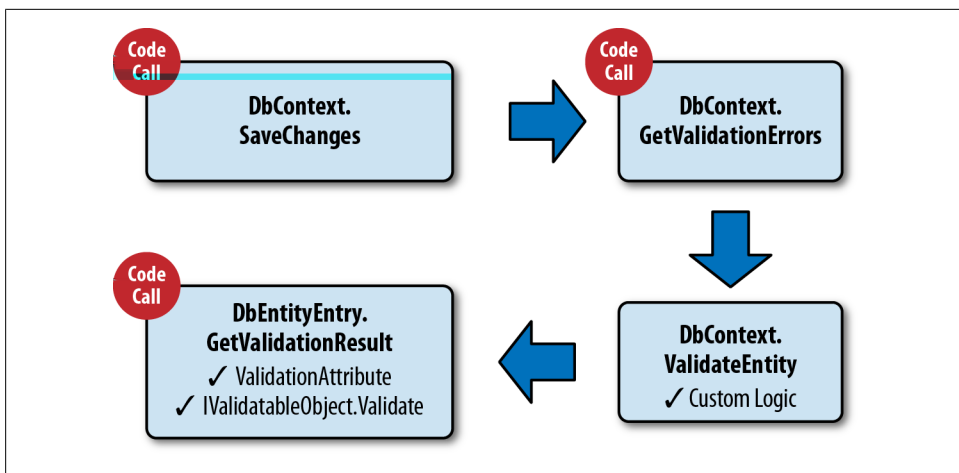 Code
Call
DbContext.
SaveChanges
Code
Call
DbContext.
GetValidationErrors
Code
Call
DbEntityEntry.
GetValidationResult
✓ ValidationAttribute
✓ IValidatableObject.Validate
DbContext.
ValidateEntity
✓ Custom Logic